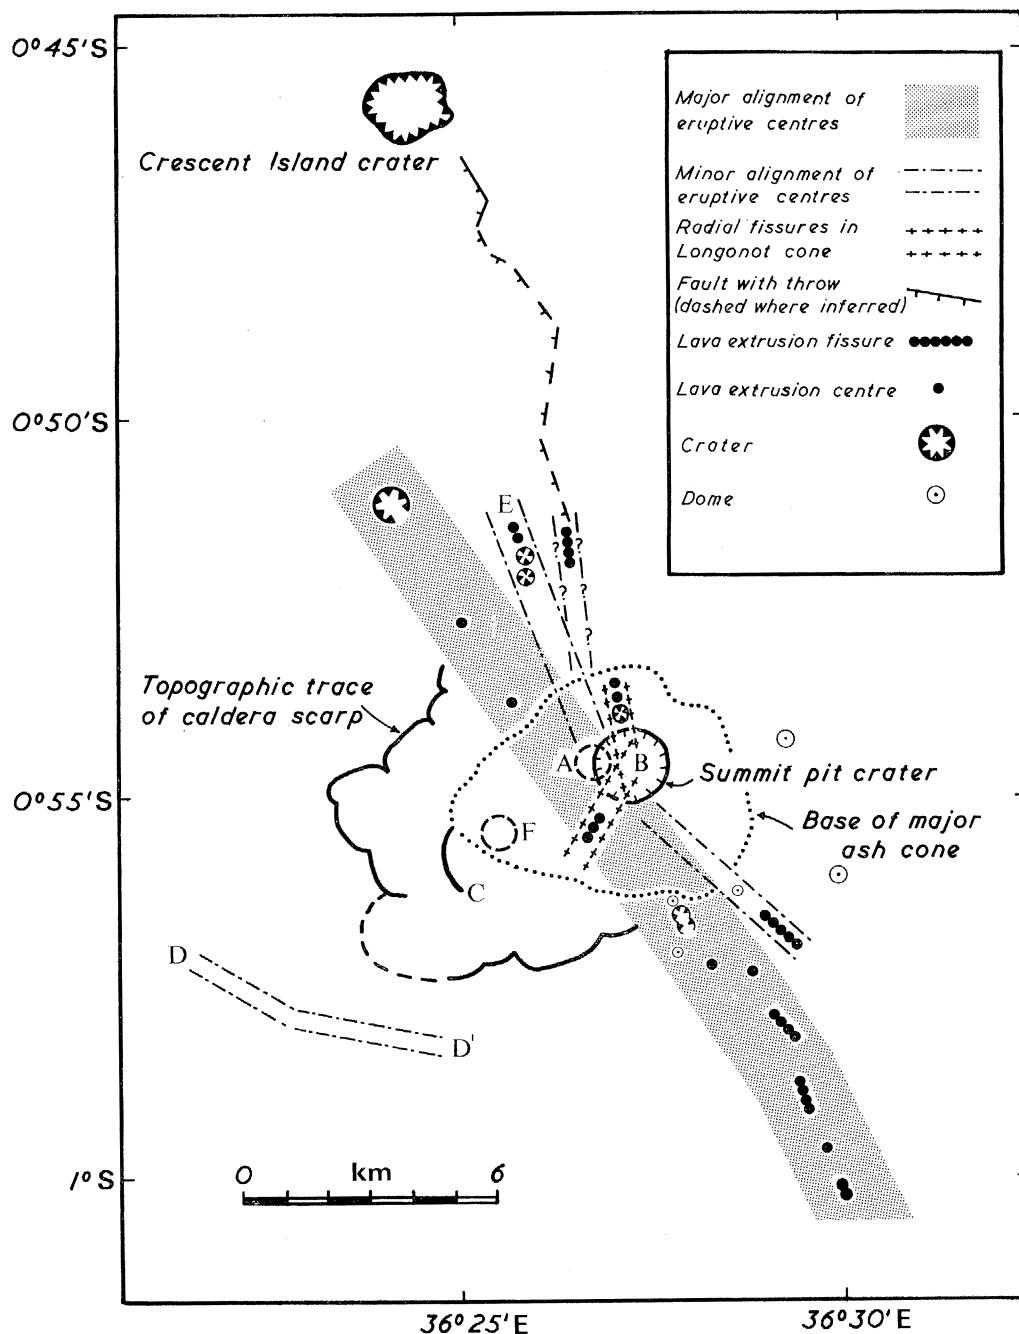 0°45'S
Crescent Island crater
Major alignment of
eruptive centres
Minor alignment of
eruptive centres
Radial fissures in
Longonot cone
Fault with throw
(dashed where inferred)
Lava extrusion fissure
Lava extrusion centre
Crater
Dome
0°50'S
E
?
?
?
?
?
?
Topographic trace
of caldera scarp
A
B
Summit pit crater
0°55'S
Base of major
ash cone
F
C
D
D'
0 km 6
1°S
36°25'E
36°30'E